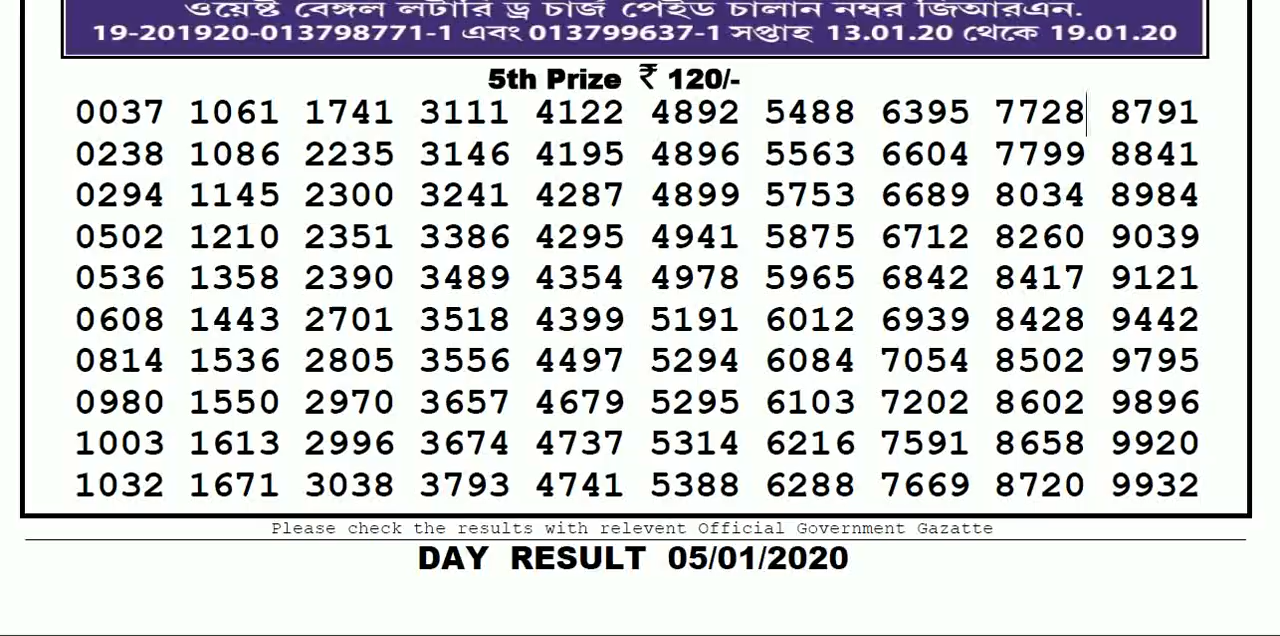 ওয়েষ্ট বেঙ্গল লটারি ড্র চার্জ পেইড চালান নম্বর জিআরএন.
19-201920-013798771-1 এবং 013799637-1 সপ্তাহ 13.01.20 থেকে 19.01.20
5th Prize ₹ 120/-
0037 1061 1741 3111 4122 4892 5488 6395 7728 8791
0238 1086 2235 3146 4195 4896 5563 6604 7799 8841
0294 1145 2300 3241 4287 4899 5753 6689 8034 8984
0502 1210 2351 3386 4295 4941 5875 6712 8260 9039
0536 1358 2390 3489 4354 4978 5965 6842 8417 9121
0608 1443 2701 3518 4399 5191 6012 6939 8428 9442
0814 1536 2805 3556 4497 5294 6084 7054 8502 9795
0980 1550 2970 3657 4679 5295 6103 7202 8602 9896
1003 1613 2996 3674 4737 5314 6216 7591 8658 9920
1032 1671 3038 3793 4741 5388 6288 7669 8720 9932
Please check the results with relevent Official Government Gazatte
DAY RESULT 05/01/2020